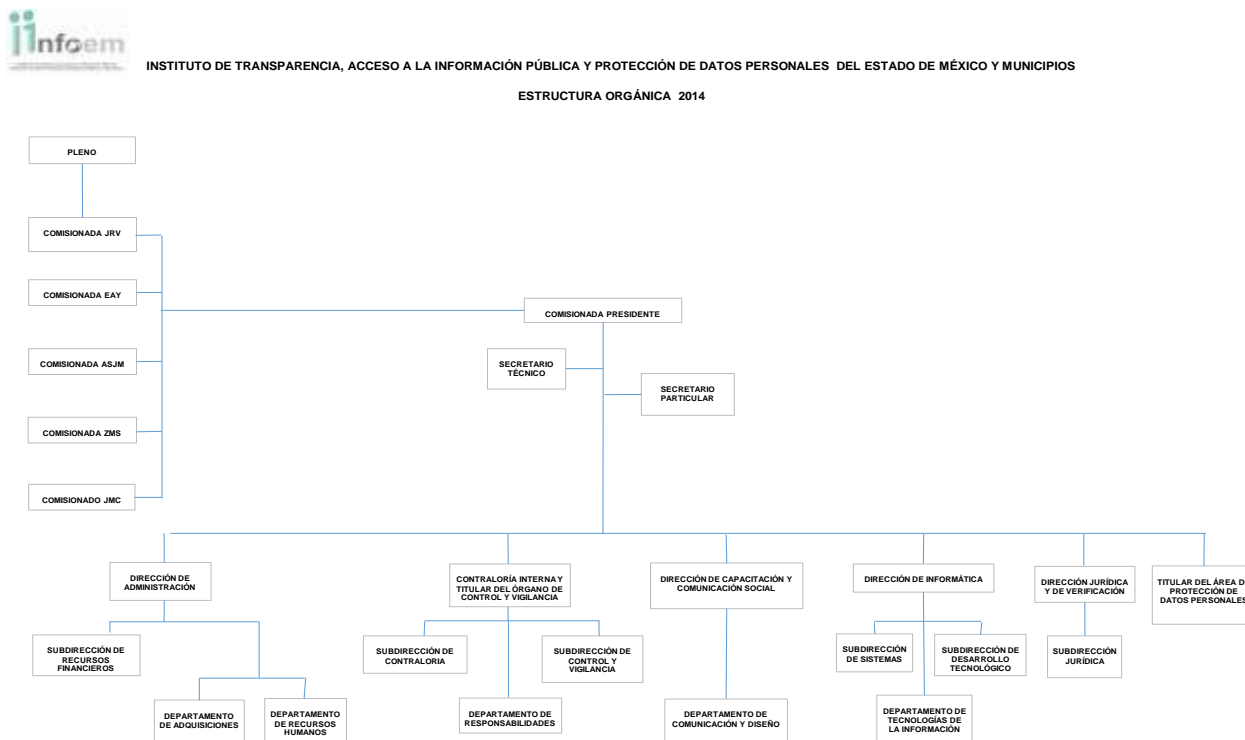 infoem
INSTITUTO DE TRANSPARENCIA, ACCESO A LA INFORMACIÓN PÚBLICA Y PROTECCIÓN DE DATOS PERSONALES DEL ESTADO DE MÉXICO Y MUNICIPIOS
ESTRUCTURA ORGÁNICA 2014
PLENO
COMISIONADA JRV
COMISIONADA EAY
COMISIONADA PRESIDENTE
COMISIONADA ASJM
SECRETARIO
TÉCNICO
SECRETARIO
PARTICULAR
COMISIONADA ZMS
COMISIONADO JMC
DIRECCIÓN DE
ADMINISTRACIÓN
CONTRALORÍA INTERNA Y
TITULAR DEL ÓRGANO DE
CONTROL Y VIGILANCIA
DIRECCIÓN DE CAPACITACIÓN Y
COMUNICACIÓN SOCIAL
DIRECCIÓN DE INFORMÁTICA
DIRECCIÓN JURÍDICA
Y DE VERIFICACIÓN
TITULAR DEL ÁREA D
PROTECCIÓN DE
DATOS PERSONALES
SUBDIRECCIÓN DE
RECURSOS
FINANCIEROS
SUBDIRECCIÓN DE
CONTRALORIA
SUBDIRECCIÓN DE
CONTROL Y
VIGILANCIA
SUBDIRECCIÓN
DE SISTEMAS
SUBDIRECCIÓN DE
DESARROLLO
TECNOLÓGICO
SUBDIRECCIÓN
JURÍDICA
DEPARTAMENTO
DE ADQUISICIONES
DEPARTAMENTO
DE RECURSOS
HUMANOS
DEPARTAMENTO DE
RESPONSABILIDADES
DEPARTAMENTO DE
COMUNICACIÓN Y DISEÑO
DEPARTAMENTO DE
TECNOLOGÍAS DE
LA INFORMACIÓN